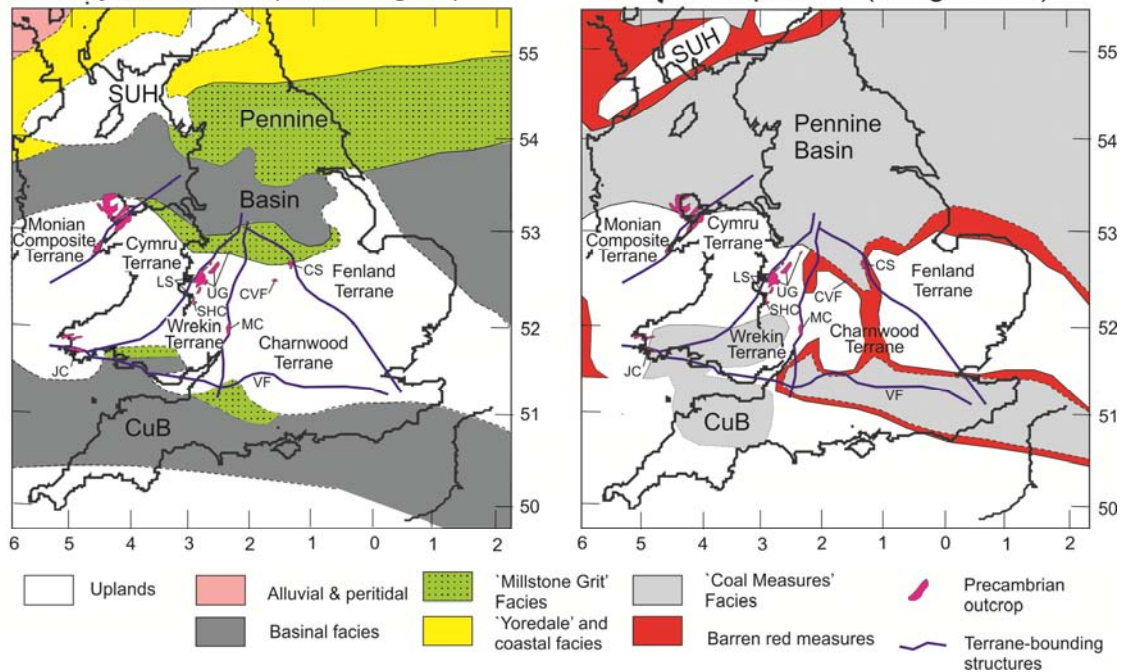 SUH
Pennine
Basin
Monian
Composite
Terrane
Cymru
Terrane
LS
UG
SHC
CVF
CS
Fenland
Terrane
Wrekin
Terrane
MC
Charnwood
Terrane
JC
VF
CuB
55
54
53
52
51
50
6 5 4 3 2 1 0 1 2
SUH
Pennine
Basin
Monian
Composite
Terrane
Cymru
Terrane
LS
UG
SHC
CVF
CS
Fenland
Terrane
Wrekin
Terrane
MC
Charnwood
Terrane
JC
VF
CuB
55
54
53
52
51
50
6 5 4 3 2 1 0 1 2
Uplands
Alluvial & peritidal
'Millstone Grit'
Facies
'Coal Measures'
Facies
Precambrian
outcrop
Basinal facies
'Yoredale' and
coastal facies
Barren red measures
Terrane-bounding
structures